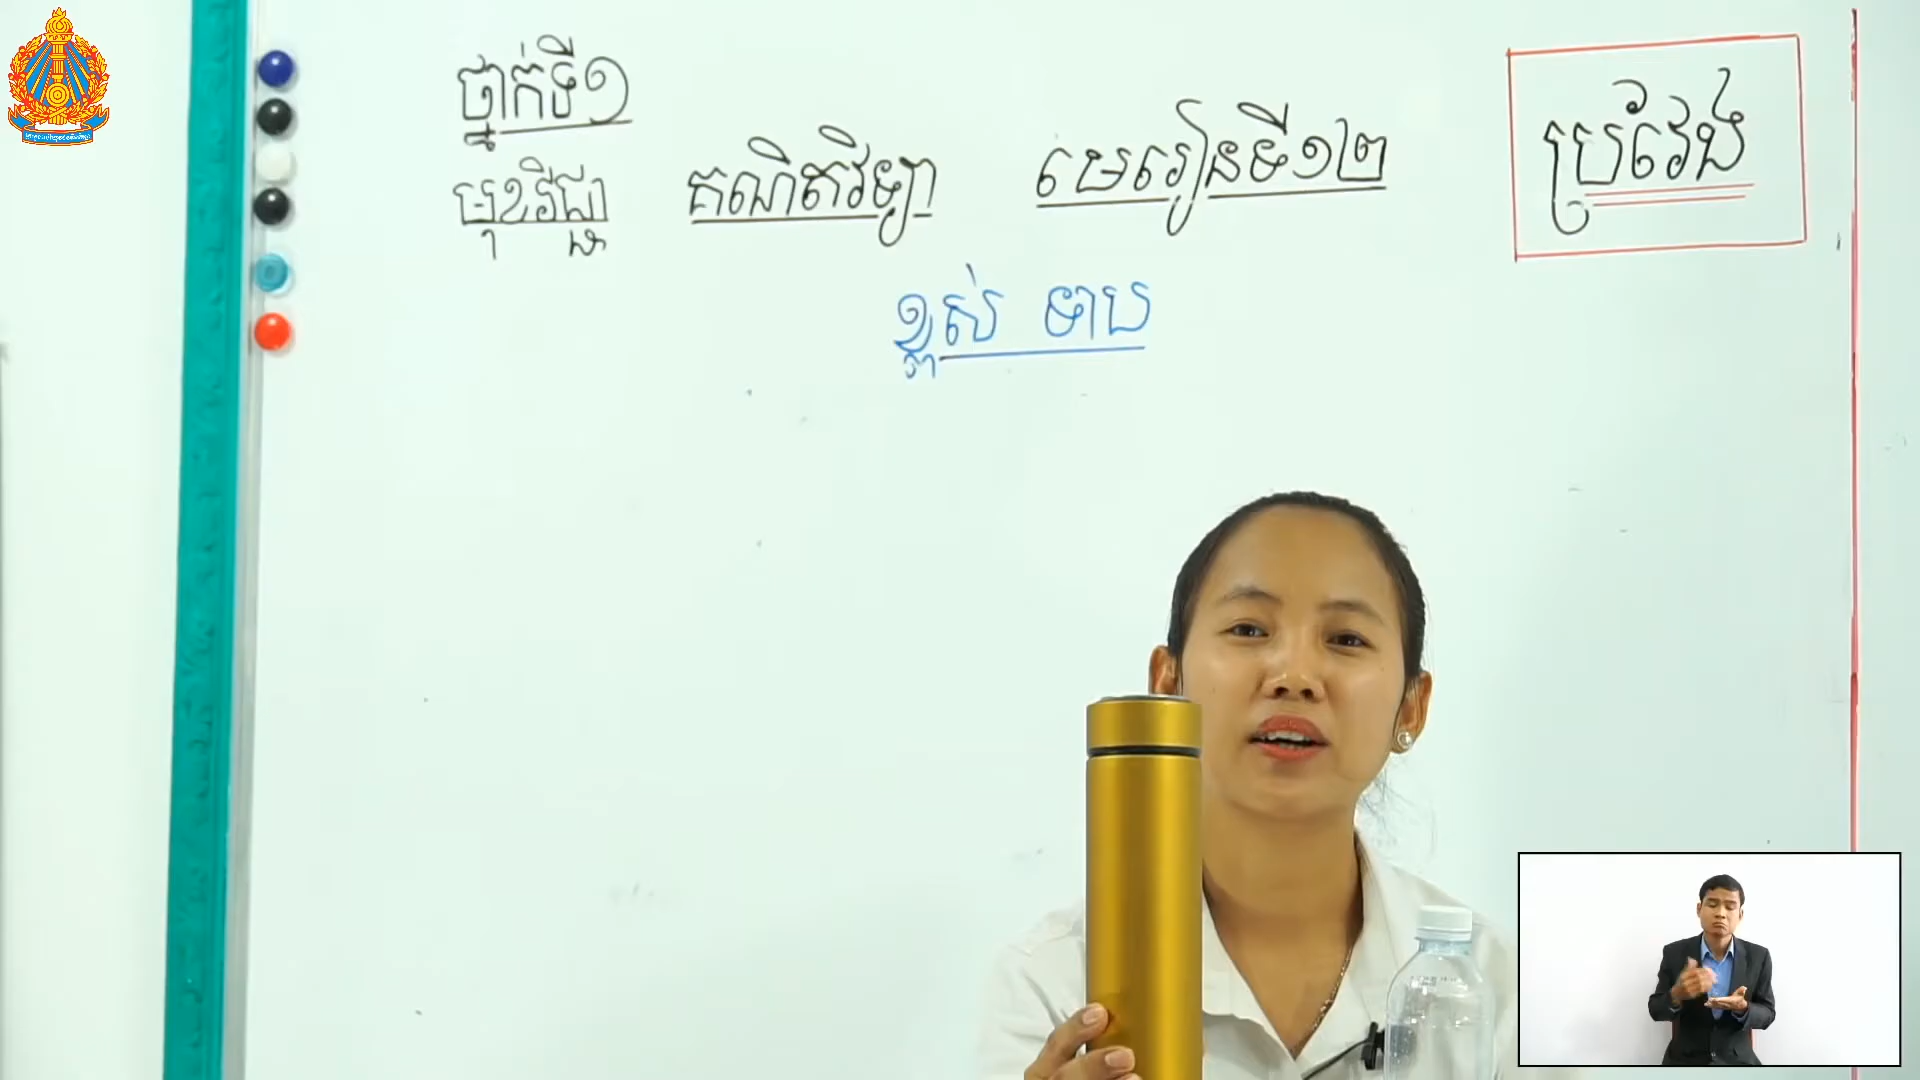 ថ្នាក់ទី១
មុខវិជ្ជា គណិតវិទ្យា មេរៀនទី១២ ប្រវែង
ខ្ពស់ ទាប